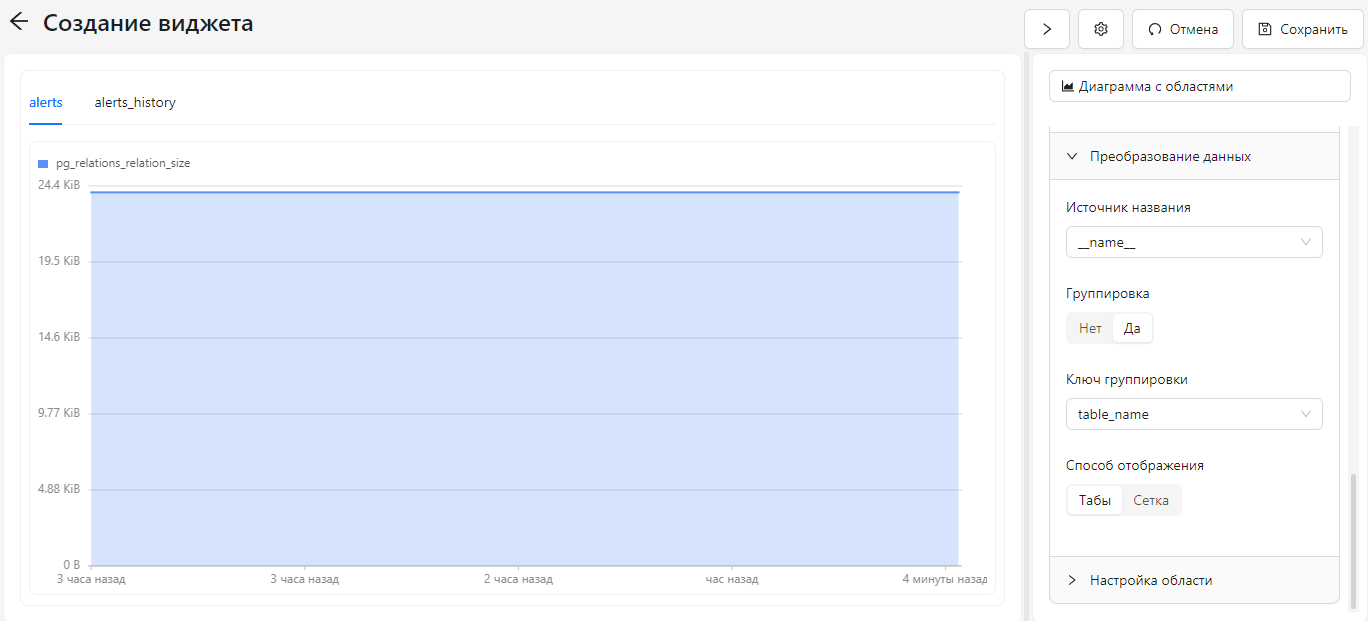 Создание виджета
Отмена
Сохранить
alerts
alerts_history
pg_relations_relation_size
24.4 KiB
19.5 KiB
14.6 KiB
9.77 KiB
4.88 KiB
0 B
3 часа назад
3 часа назад
2 часа назад
час назад
4 минуты назад
Диаграмма с областями
Преобразование данных
Источник названия
__name__
Группировка
Нет Да
Ключ группировки
table_name
Способ отображения
Табы Сетка
Настройка области